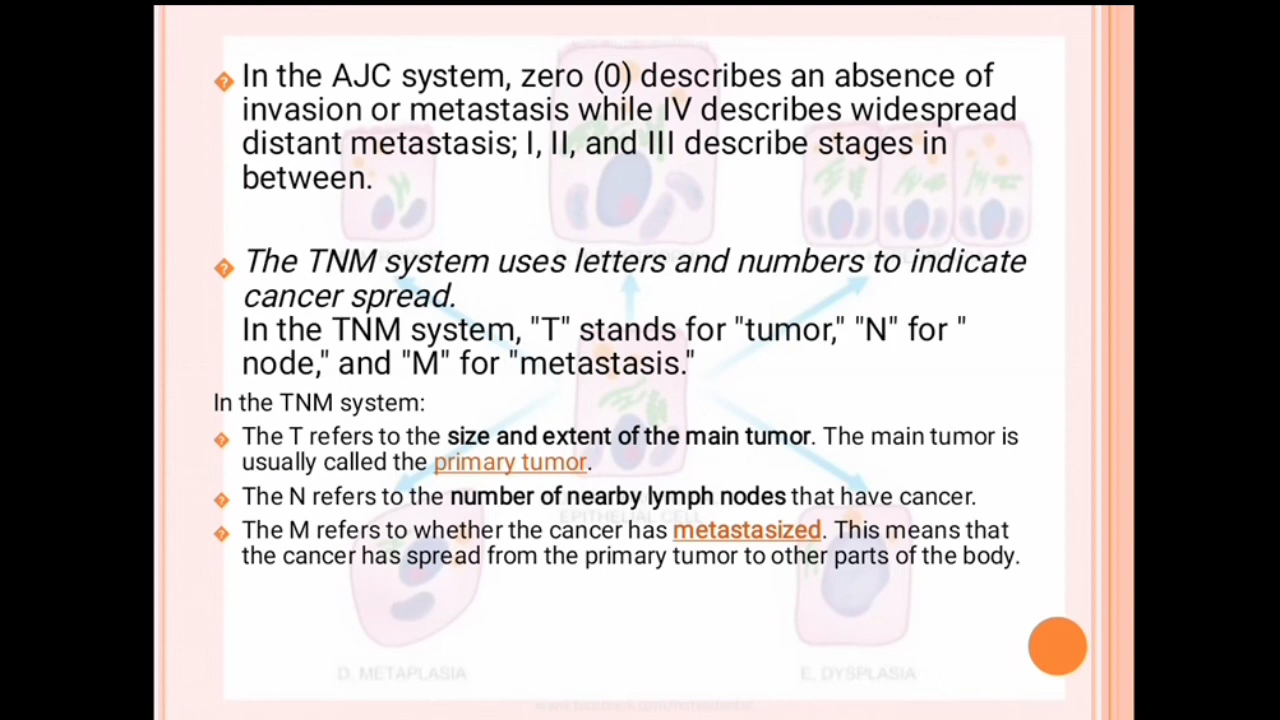 In the AJC system, zero (0) describes an absence of
invasion or metastasis while IV describes widespread
distant metastasis; I, II, and III describe stages in
between.
The TNM system uses letters and numbers to indicate
cancer spread.
In the TNM system, "T" stands for "tumor," "N" for "
node," and "M" for "metastasis."
In the TNM system:
The T refers to the size and extent of the main tumor. The main tumor is
usually called the primary tumor.
The N refers to the number of nearby lymph nodes that have cancer.
EPITHELIAL CELL
The M refers to whether the cancer has metastasized. This means that
the cancer has spread from the primary tumor to other parts of the body.
D. METAPLASIA
E. DYSPLASIA